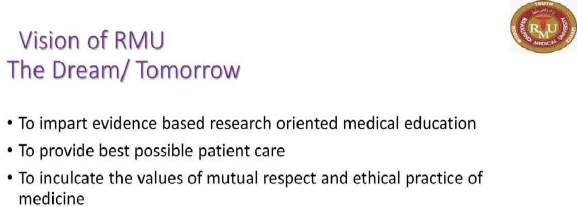 Vision of RMU
The Dream/ Tomorrow
• To impart evidence based research oriented medical education
• To provide best possible patient care
• To inculcate the values of mutual respect and ethical practice of
medicine
TRUTH
RMU